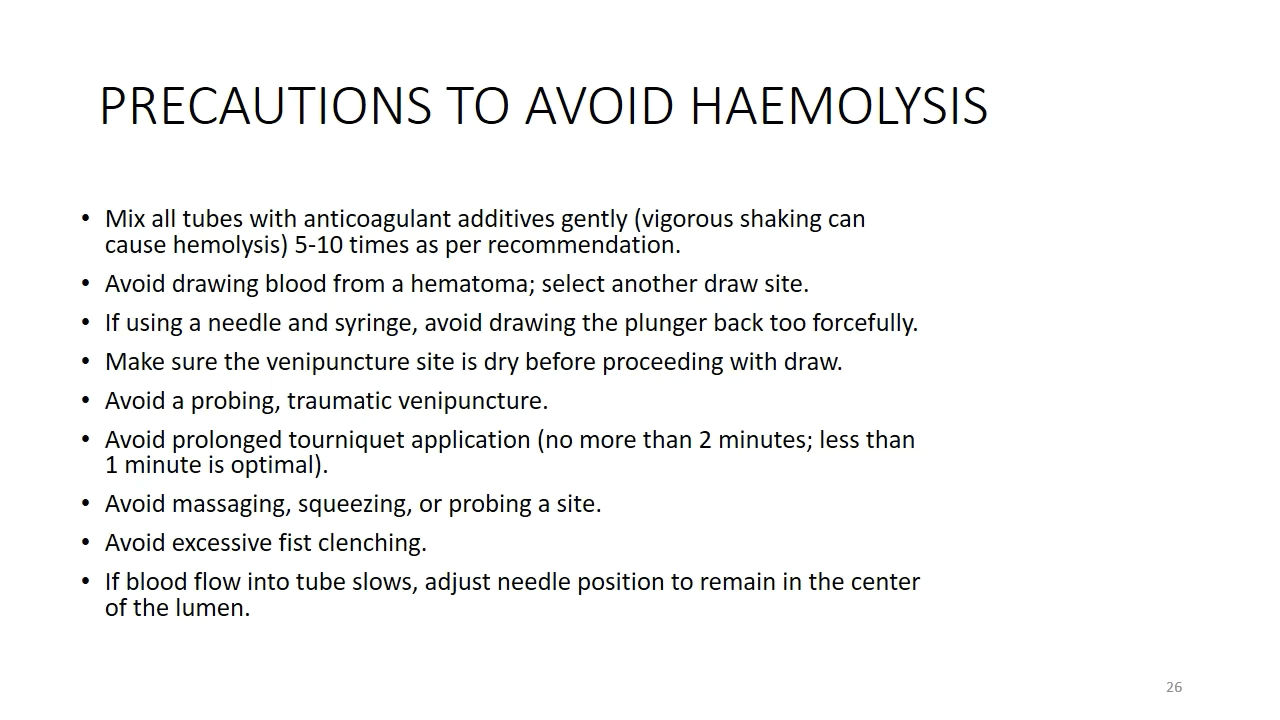 PRECAUTIONS TO AVOID HAEMOLYSIS
• Mix all tubes with anticoagulant additives gently (vigorous shaking can
cause hemolysis) 5-10 times as per recommendation.
• Avoid drawing blood from a hematoma; select another draw site.
• If using a needle and syringe, avoid drawing the plunger back too forcefully.
• Make sure the venipuncture site is dry before proceeding with draw.
• Avoid a probing, traumatic venipuncture.
• Avoid prolonged tourniquet application (no more than 2 minutes; less than
1 minute is optimal).
• Avoid massaging, squeezing, or probing a site.
• Avoid excessive fist clenching.
• If blood flow into tube slows, adjust needle position to remain in the center
of the lumen.
26